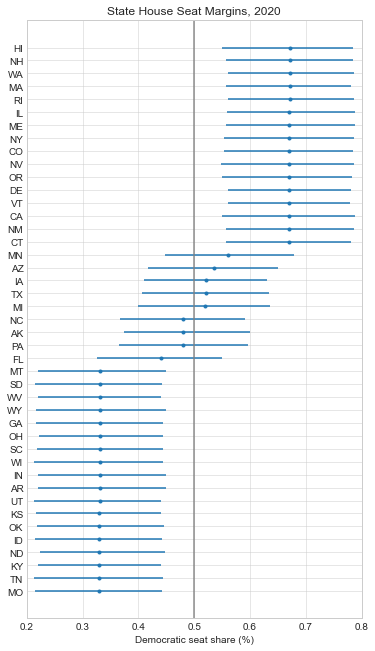 State House Seat Margins, 2020
HI
NH
WA
MA
RI
IL
ME
NY
CO
NV
OR
DE
VT
CA
NM
CT
MN
AZ
IA
TX
MI
NC
AK
PA
FL
MT
SD
WV
WY
GA
OH
SC
WI
IN
AR
UT
KS
OK
ID
ND
KY
TN
MO
0.2 0.3 0.4 0.5 0.6 0.7 0.8
Democratic seat share (%)